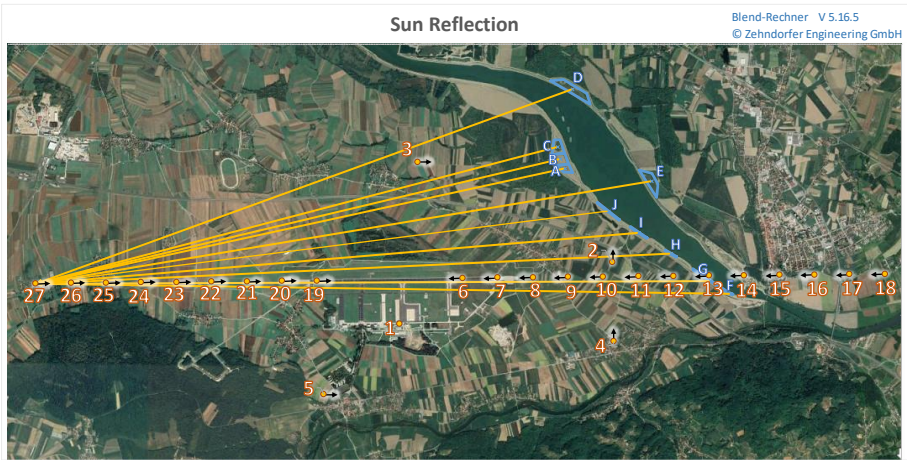 Sun Reflection
Blend-Rechner V 5.16.5
© Zehndorfer Engineering GmbH
D
3
C
B
A
E
J
I
2
H
G
27 26 25 24 23 22 21 20 19 6 7 8 9 10 11 12 13 14 15 16 17 18
F
1
4
5